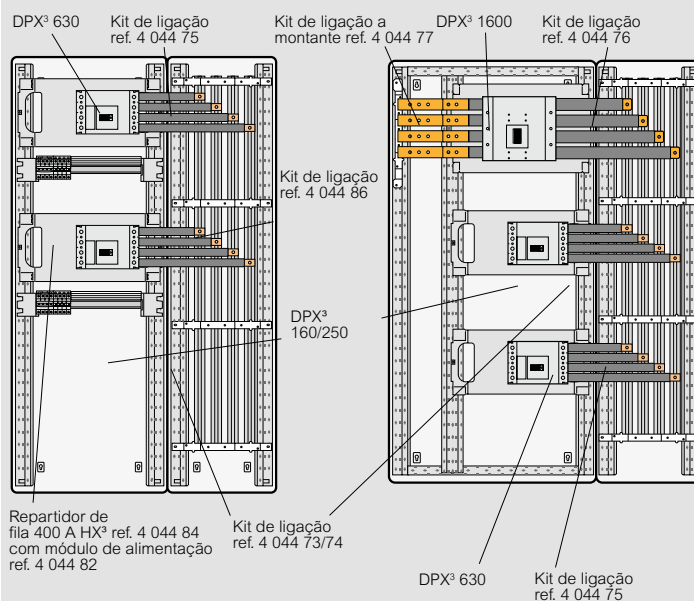 DPX³ 630
Kit de ligação
ref. 4 044 75
Kit de ligação a
montante ref. 4 044 77
DPX³ 1600
Kit de ligação
ref. 4 044 76
Kit de ligação
ref. 4 044 86
DPX³
160/250
Repartidor de
fila 400 A HX³ ref. 4 044 84
com módulo de alimentação
ref. 4 044 82
Kit de ligação
ref. 4 044 73/74
DPX³ 630
Kit de ligação
ref. 4 044 75